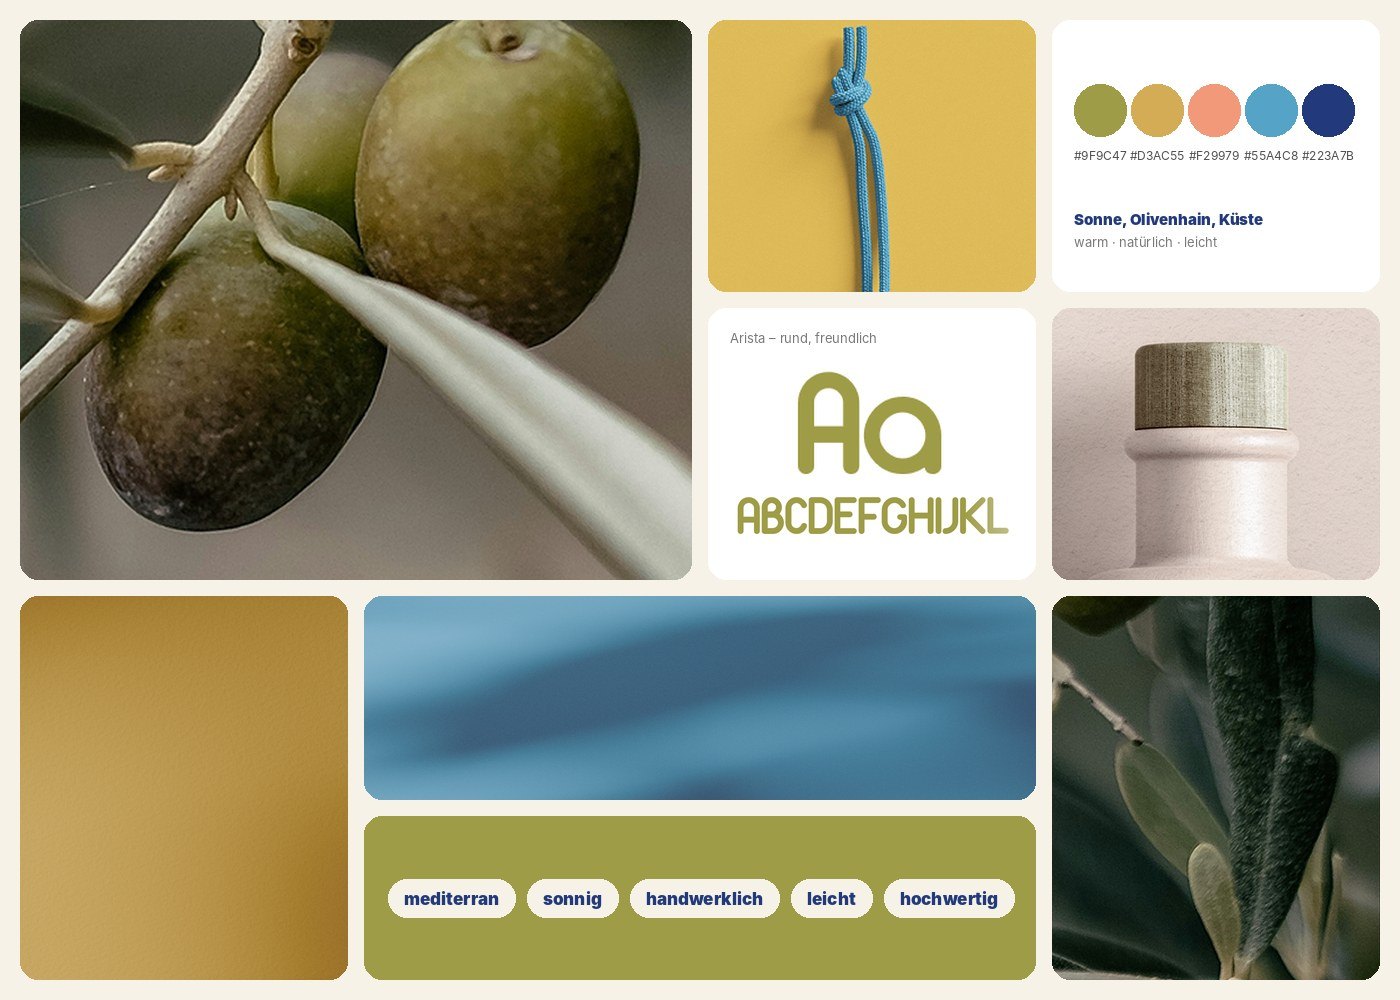 #9F9C47 #D3AC55 #F29979 #55A4C8 #223A7B
Sonne, Olivenhain, Küste
warm · natürlich · leicht
Arista – rund, freundlich
Aa
ABCDEFGHIJKL
mediterran sonnig handwerklich leicht hochwertig